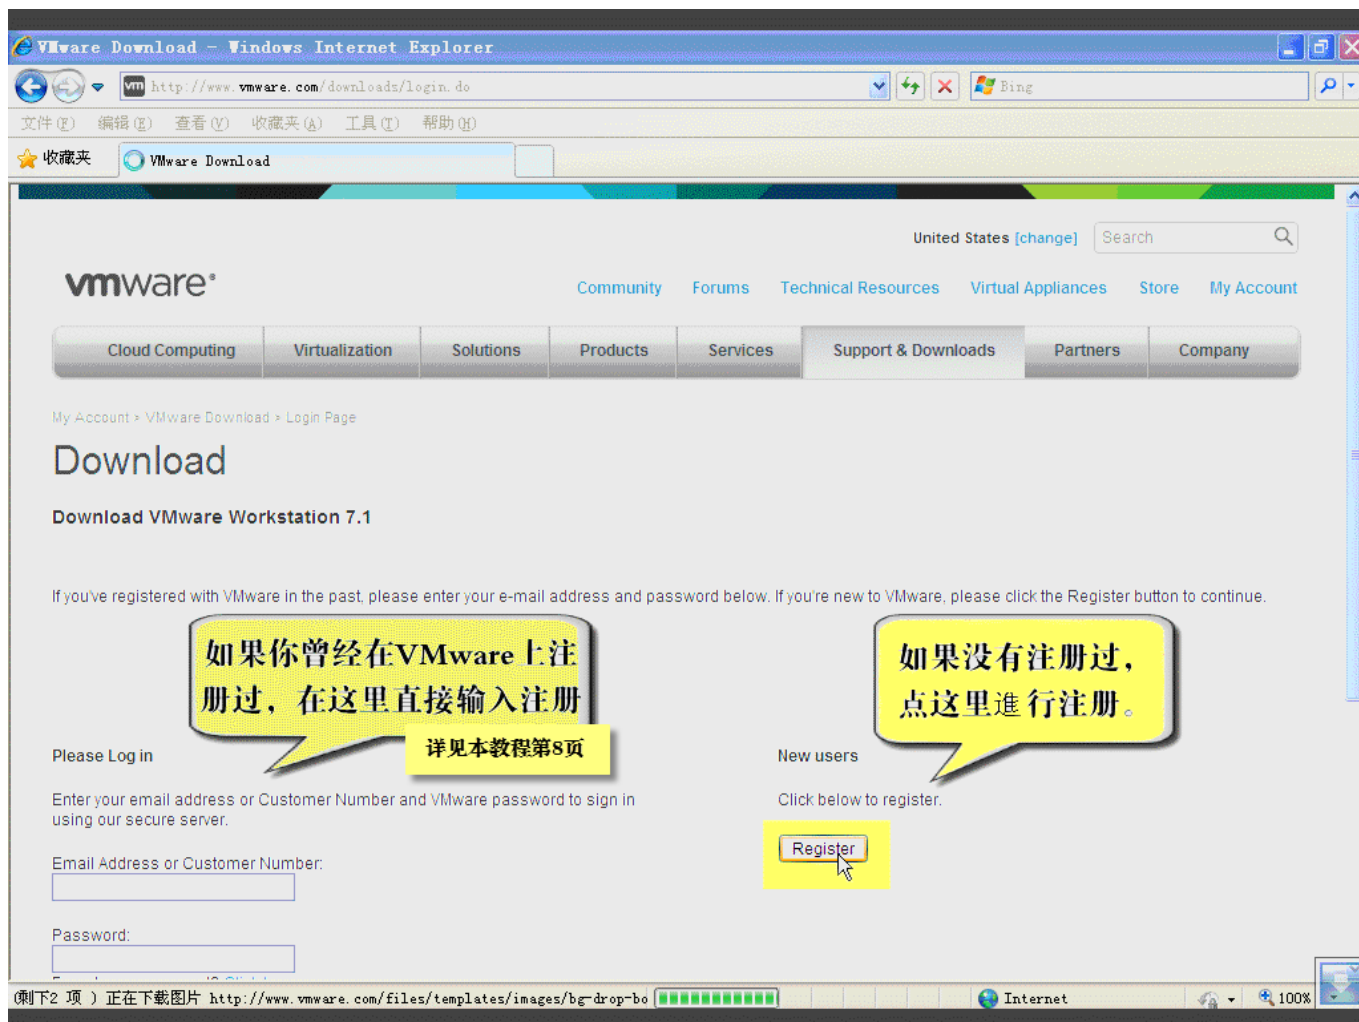 VMware Download - Windows Internet Explorer
http://www.vmware.com/downloads/login.do
Bing
文件(F) 编辑(E) 查看(V) 收藏夹(A) 工具(T) 帮助(H)
收藏夹
VMware Download
United States [change]
Search
vmware®
Community Forums Technical Resources Virtual Appliances Store My Account
Cloud Computing Virtualization Solutions Products Services Support & Downloads Partners Company
My Account > VMware Download > Login Page
Download
Download VMware Workstation 7.1
If you've registered with VMware in the past, please enter your e-mail address and password below. If you're new to VMware, please click the Register button to continue.
如果你曾经在VMware上注
册过，在这里直接输入注册
详见本教程第8页
如果没有注册过，
点这里進行注册。
Please Log in
Enter your email address or Customer Number and VMware password to sign in
using our secure server.
Email Address or Customer Number:
Password:
New users
Click below to register.
Register
(剩下2 项 ) 正在下载图片 http://www.vmware.com/files/templates/images/bg-drop-bo
Internet
100%